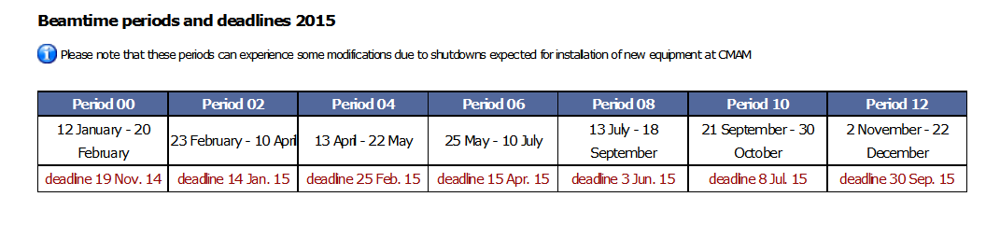 Beamtime periods and deadlines 2015
Please note that these periods can experience some modifications due to shutdowns expected for installation of new equipment at CMAM
Period 00 Period 02 Period 04 Period 06 Period 08 Period 10 Period 12
12 January - 20 February 23 February - 10 April 13 April - 22 May 25 May - 10 July 13 July - 18 September 21 September - 30 October 2 November - 22 December
deadline 19 Nov. 14 deadline 14 Jan. 15 deadline 25 Feb. 15 deadline 15 Apr. 15 deadline 3 Jun. 15 deadline 8 Jul. 15 deadline 30 Sep. 15